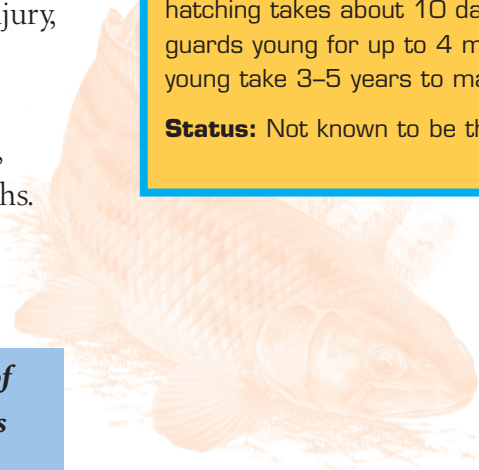 jury,
,
hs.
of
s
hatching takes about 10 da
guards young for up to 4 m
young take 3–5 years to ma
Status: Not known to be th